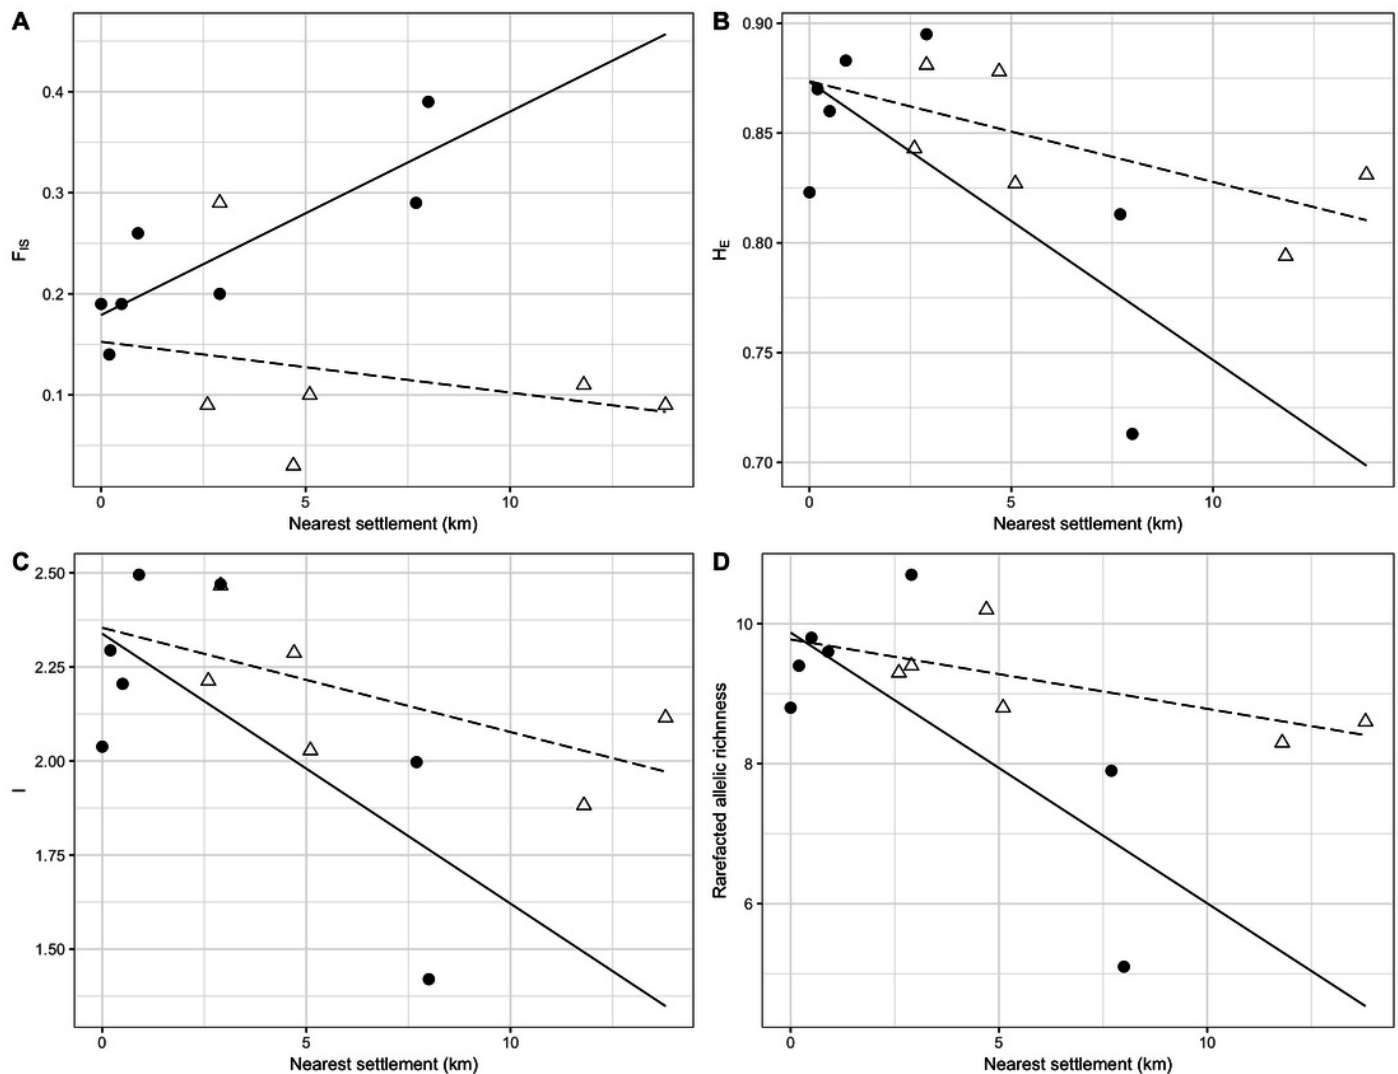 A
F_IS
0.4
0.3
0.2
0.1
0 5 10
Nearest settlement (km)
B
H_E
0.90
0.85
0.80
0.75
0.70
0 5 10
Nearest settlement (km)
C
I
2.50
2.25
2.00
1.75
1.50
0 5 10
Nearest settlement (km)
D
Rarefacted allelic richnness
10
8
6
0 5 10
Nearest settlement (km)